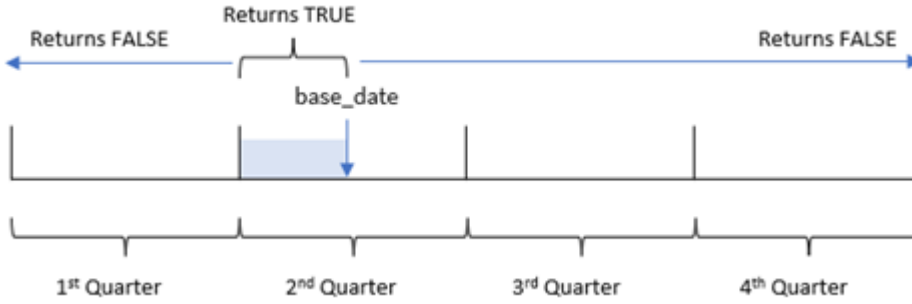 Returns TRUE
Returns FALSE
Returns FALSE
base_date
1st Quarter
2nd Quarter
3rd Quarter
4th Quarter